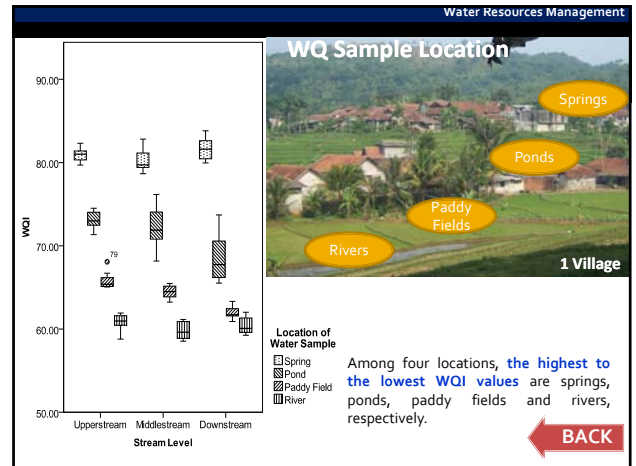 Water Resources Management
WQ Sample Location
90.00
80.00
70.00
60.00
50.00
WQI
79
Upperstream Middlestream Downstream
Stream Level
Location of
Water Sample
Spring
Pond
Paddy Field
River
Springs
Ponds
Paddy
Fields
Rivers
1 Village
Among four locations, the highest to
the lowest WQI values are springs,
ponds, paddy fields and rivers,
respectively.
BACK